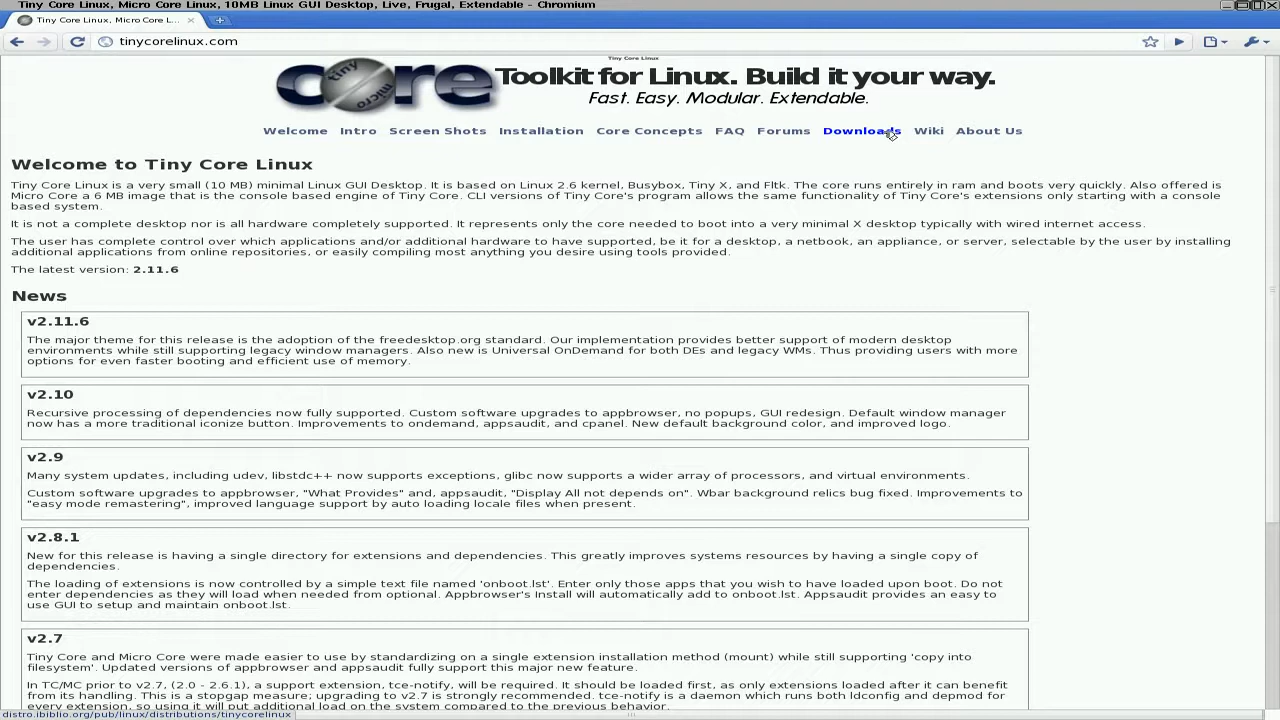 Tiny Core Linux, Micro Core Linux, 10MB Linux GUI Desktop, Live, Frugal, Extendable - Chromium
Tiny Core Linux, Micro Core L...
tinycorelinux.com
Tiny Core Linux
core
tiny
micro
Toolkit for Linux. Build it your way.
Fast. Easy. Modular. Extendable.
Welcome Intro Screen Shots Installation Core Concepts FAQ Forums Downloads Wiki About Us
Welcome to Tiny Core Linux
Tiny Core Linux is a very small (10 MB) minimal Linux GUI Desktop. It is based on Linux 2.6 kernel, Busybox, Tiny X, and Fltk. The core runs entirely in ram and boots very quickly. Also offered is
Micro Core a 6 MB image that is the console based engine of Tiny Core. CLI versions of Tiny Core's program allows the same functionality of Tiny Core's extensions only starting with a console
based system.
It is not a complete desktop nor is all hardware completely supported. It represents only the core needed to boot into a very minimal X desktop typically with wired internet access.
The user has complete control over which applications and/or additional hardware to have supported, be it for a desktop, a netbook, an appliance, or server, selectable by the user by installing
additional applications from online repositories, or easily compiling most anything you desire using tools provided.
The latest version: 2.11.6
News
v2.11.6
The major theme for this release is the adoption of the freedesktop.org standard. Our implementation provides better support of modern desktop
environments while still supporting legacy window managers. Also new is Universal OnDemand for both DEs and legacy WMs. Thus providing users with more
options for even faster booting and efficient use of memory.
v2.10
Recursive processing of dependencies now fully supported. Custom software upgrades to appbrowser, no popups, GUI redesign. Default window manager
now has a more traditional iconize button. Improvements to ondemand, appsaudit, and cpanel. New default background color, and improved logo.
v2.9
Many system updates, including udev, libstdc++ now supports exceptions, glibc now supports a wider array of processors, and virtual environments.
Custom software upgrades to appbrowser, "What Provides" and, appsaudit, "Display All not depends on". Wbar background relics bug fixed. Improvements to
"easy mode remastering", improved language support by auto loading locale files when present.
v2.8.1
New for this release is having a single directory for extensions and dependencies. This greatly improves systems resources by having a single copy of
dependencies.
The loading of extensions is now controlled by a simple text file named 'onboot.lst'. Enter only those apps that you wish to have loaded upon boot. Do not
enter dependencies as they will load when needed from optional. Appbrowser's Install will automatically add to onboot.lst. Appsaudit provides an easy to
use GUI to setup and maintain onboot.lst.
v2.7
Tiny Core and Micro Core were made easier to use by standardizing on a single extension installation method (mount) while still supporting 'copy into
filesystem'. Updated versions of appbrowser and appsaudit fully support this major new feature.
In TC/MC prior to v2.7, (2.0 - 2.6.1), a support extension, tce-notify, will be required. It should be loaded first, as only extensions loaded after it can benefit
from its handling. This is a stopgap measure; upgrading to v2.7 is strongly recommended. tce-notify is a daemon which runs both ldconfig and depmod for
every extension, so using it will put additional load on the system compared to the previous behavior.
distro.ibiblio.org/pub/linux/distributions/tinycorelinux